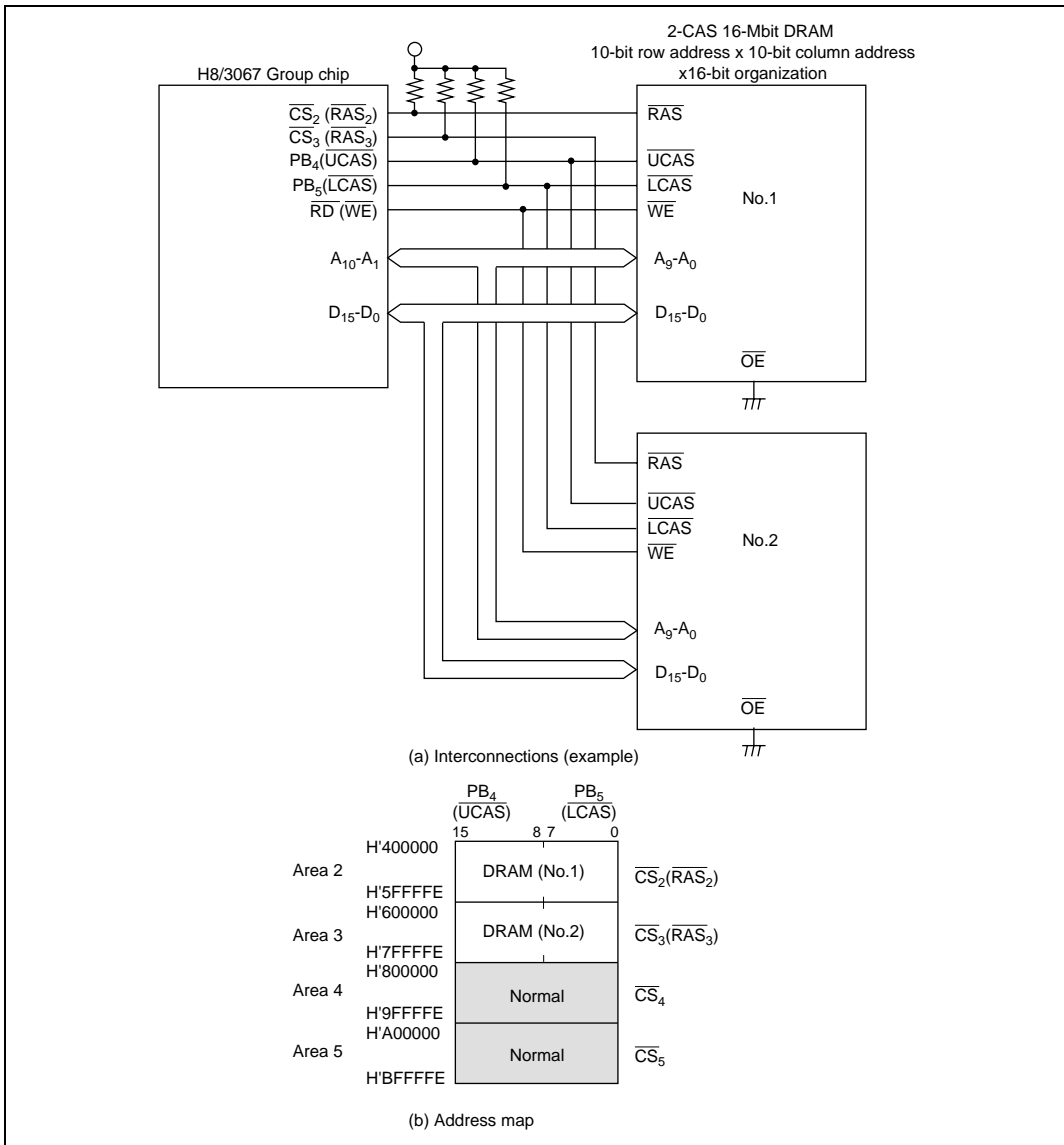 2-CAS 16-Mbit DRAM
10-bit row address x 10-bit column address
x16-bit organization
H8/3067 Group chip
CS₂ (RAS₂)
CS₃ (RAS₃)
PB₄(UCAS)
PB₅(LCAS)
RD (WE)
A₁₀-A₁
D₁₅-D₀
RAS
UCAS
LCAS
WE
No.1
A₉-A₀
D₁₅-D₀
OE
RAS
UCAS
LCAS
WE
No.2
A₉-A₀
D₁₅-D₀
OE
(a) Interconnections (example)
PB₄
(UCAS)
PB₅
(LCAS)
15 8 7 0
H'400000
Area 2 DRAM (No.1) CS₂(RAS₂)
H'5FFFFE
H'600000
Area 3 DRAM (No.2) CS₃(RAS₃)
H'7FFFFE
H'800000
Area 4 Normal CS₄
H'9FFFFE
H'A00000
Area 5 Normal CS₅
H'BFFFFE
(b) Address map